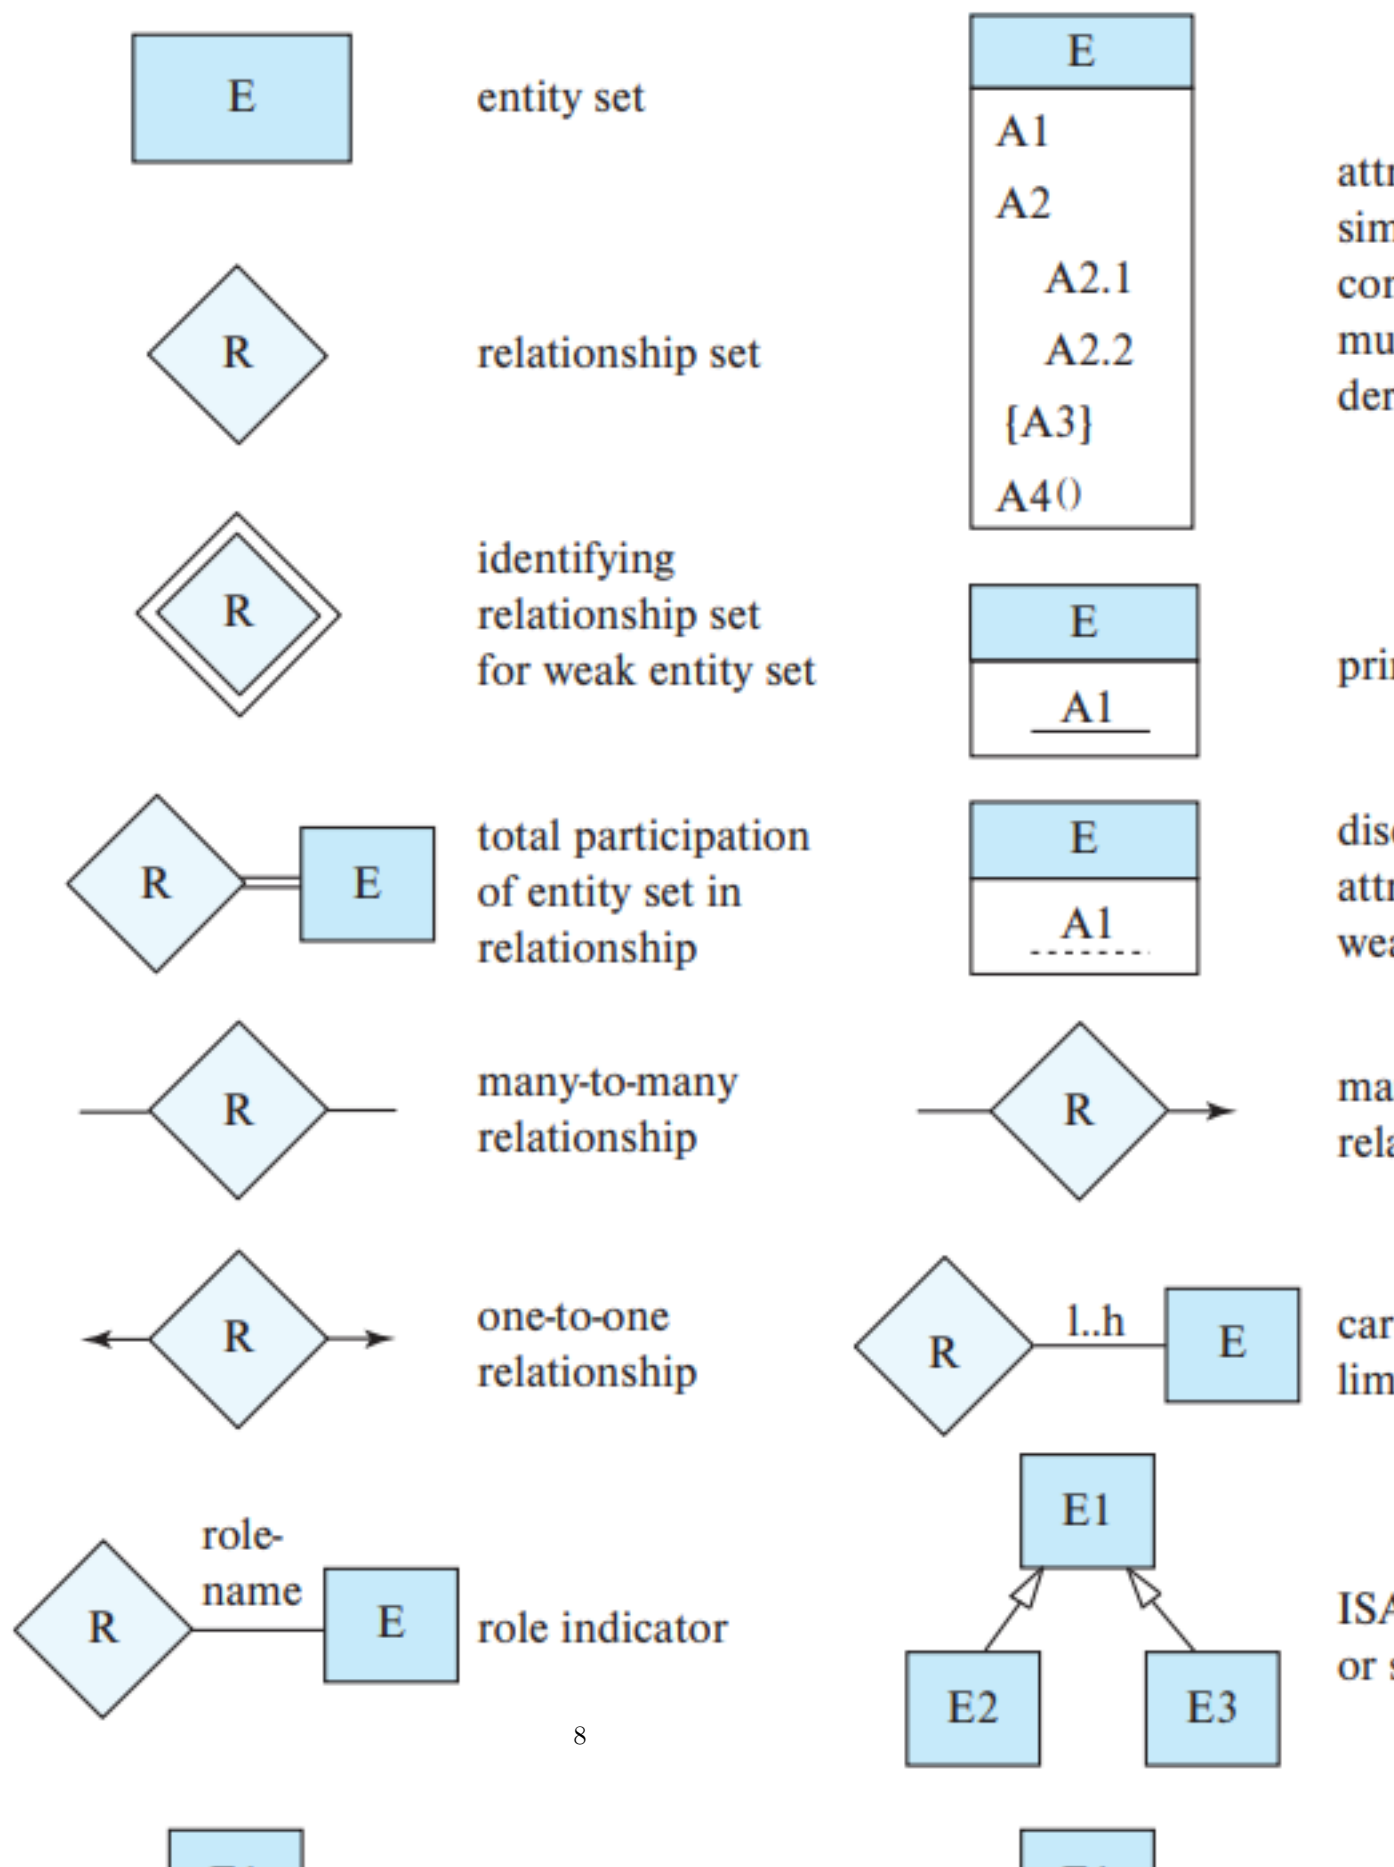 E
entity set
R
relationship set
R
identifying
relationship set
for weak entity set
R
E
total participation
of entity set in
relationship
R
many-to-many
relationship
R
one-to-one
relationship
R
role-
name
E
role indicator
8
E
A1
A2
A2.1
A2.2
{A3}
A4()
E
A1
E
A1
R
R
l..h
E
E1
ISA
or
E2
E3